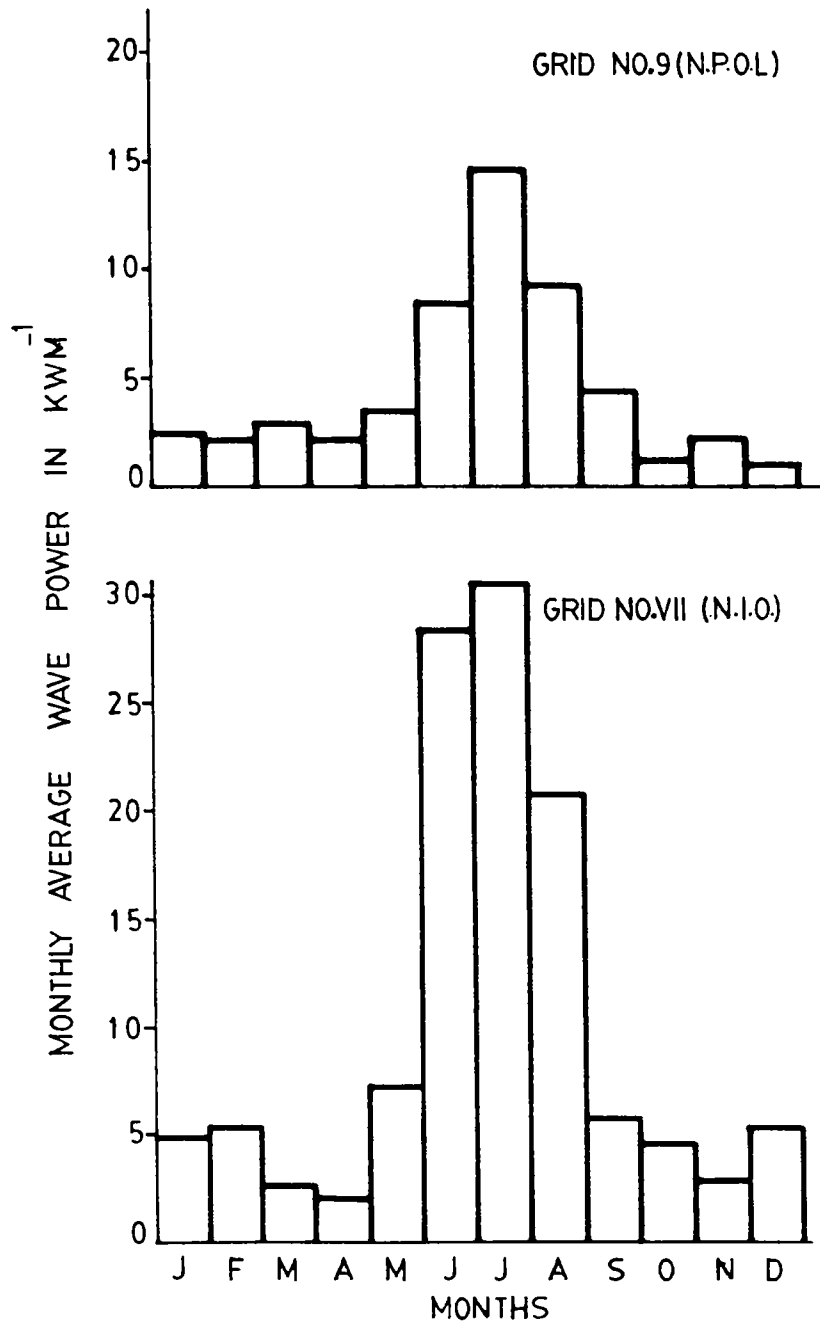 MONTHLY AVERAGE WAVE POWER IN KWM⁻¹
GRID NO.9 (N.P.O.L)
20
15
10
5
0
GRID NO.VII (N.I.O.)
30
25
20
15
10
5
0
J F M A M J J A S O N D
MONTHS